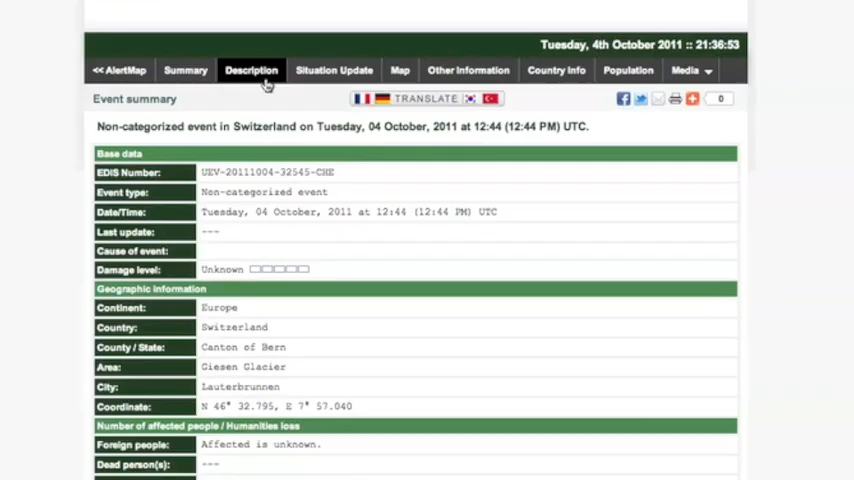 Tuesday, 4th October 2011 :: 21:36:53
<< AlertMap Summary Description Situation Update Map Other Information Country Info Population Media
Event summary TRANSLATE 0
Non-categorized event in Switzerland on Tuesday, 04 October, 2011 at 12:44 (12:44 PM) UTC.
Base data
EDIS Number: UEV-20111004-32545-CHE
Event type: Non-categorized event
Date/Time: Tuesday, 04 October, 2011 at 12:44 (12:44 PM) UTC
Last update: ---
Cause of event:
Damage level: Unknown
Geographic information
Continent: Europe
Country: Switzerland
County / State: Canton of Bern
Area: Giesen Glacier
City: Lauterbrunnen
Coordinate: N 46° 32.795, E 7° 57.040
Number of affected people / Humanities loss
Foreign people: Affected is unknown.
Dead person(s): ---